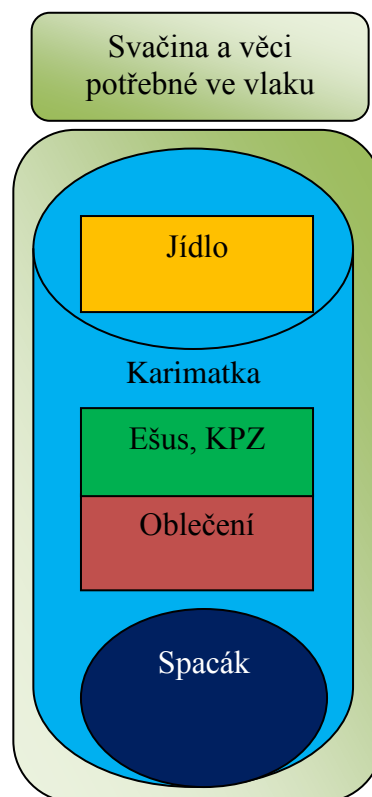 Svačina a věci
potřebné ve vlaku
Jídlo
Karimatka
Ešus, KPZ
Oblečení
Spacák